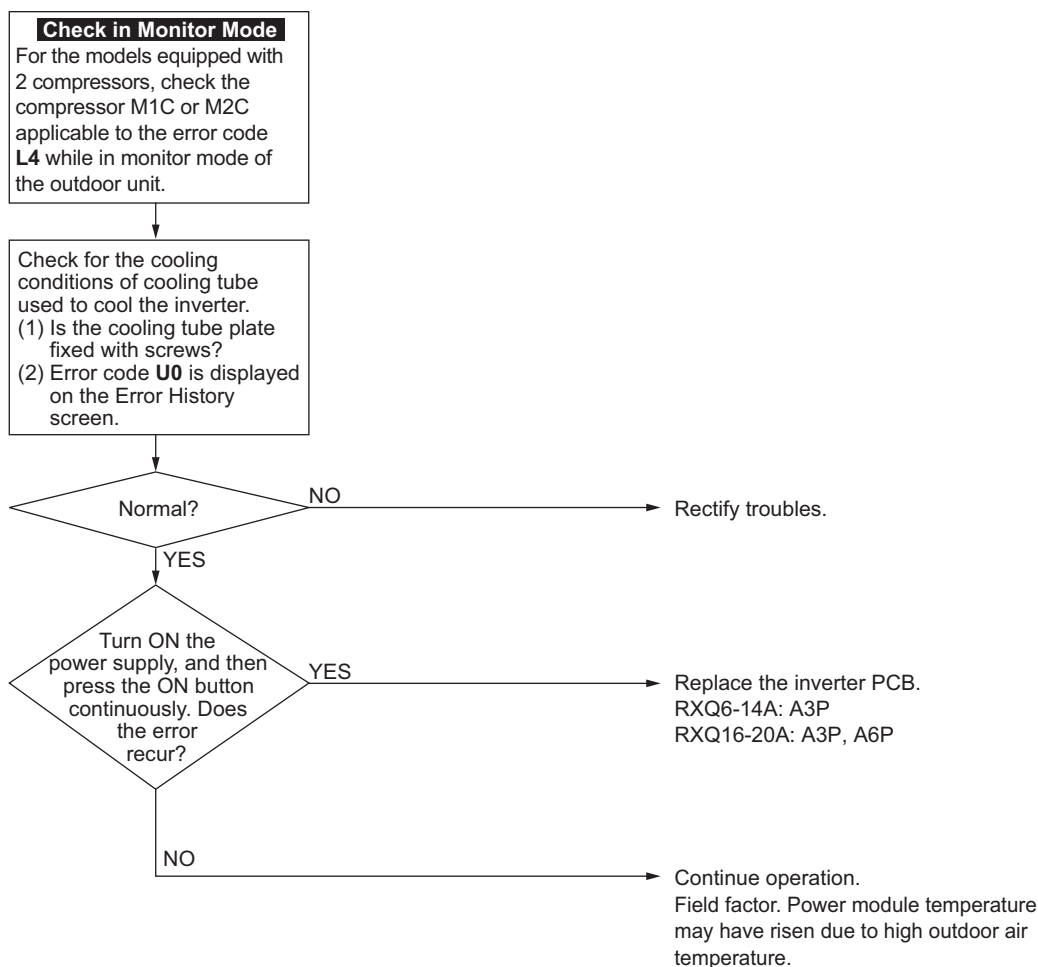 Check in Monitor Mode
For the models equipped with
2 compressors, check the
compressor M1C or M2C
applicable to the error code
L4 while in monitor mode of
the outdoor unit.
Check for the cooling
conditions of cooling tube
used to cool the inverter.
(1) Is the cooling tube plate
fixed with screws?
(2) Error code U0 is displayed
on the Error History
screen.
Normal?
NO
Rectify troubles.
YES
Turn ON the
power supply, and then
press the ON button
continuously. Does
the error
recur?
YES
Replace the inverter PCB.
RXQ6-14A: A3P
RXQ16-20A: A3P, A6P
NO
Continue operation.
Field factor. Power module temperature
may have risen due to high outdoor air
temperature.